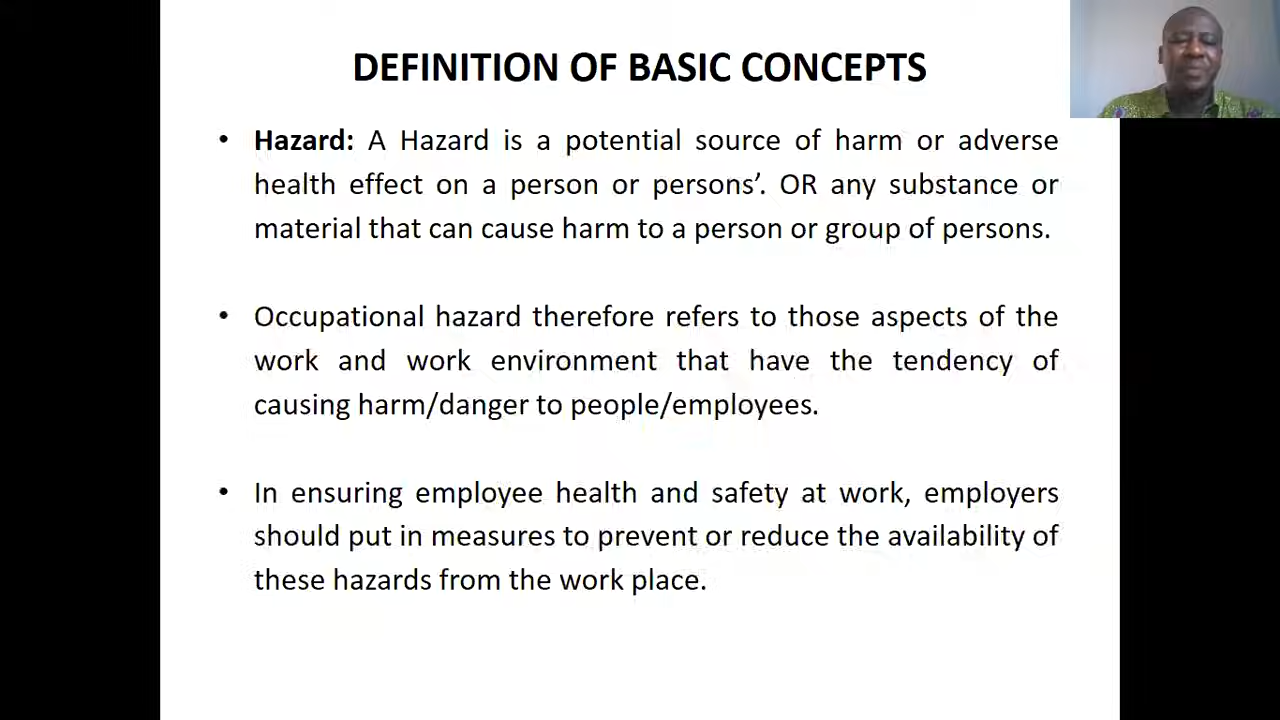 DEFINITION OF BASIC CONCEPTS
• Hazard: A Hazard is a potential source of harm or adverse
health effect on a person or persons’. OR any substance or
material that can cause harm to a person or group of persons.
• Occupational hazard therefore refers to those aspects of the
work and work environment that have the tendency of
causing harm/danger to people/employees.
• In ensuring employee health and safety at work, employers
should put in measures to prevent or reduce the availability of
these hazards from the work place.